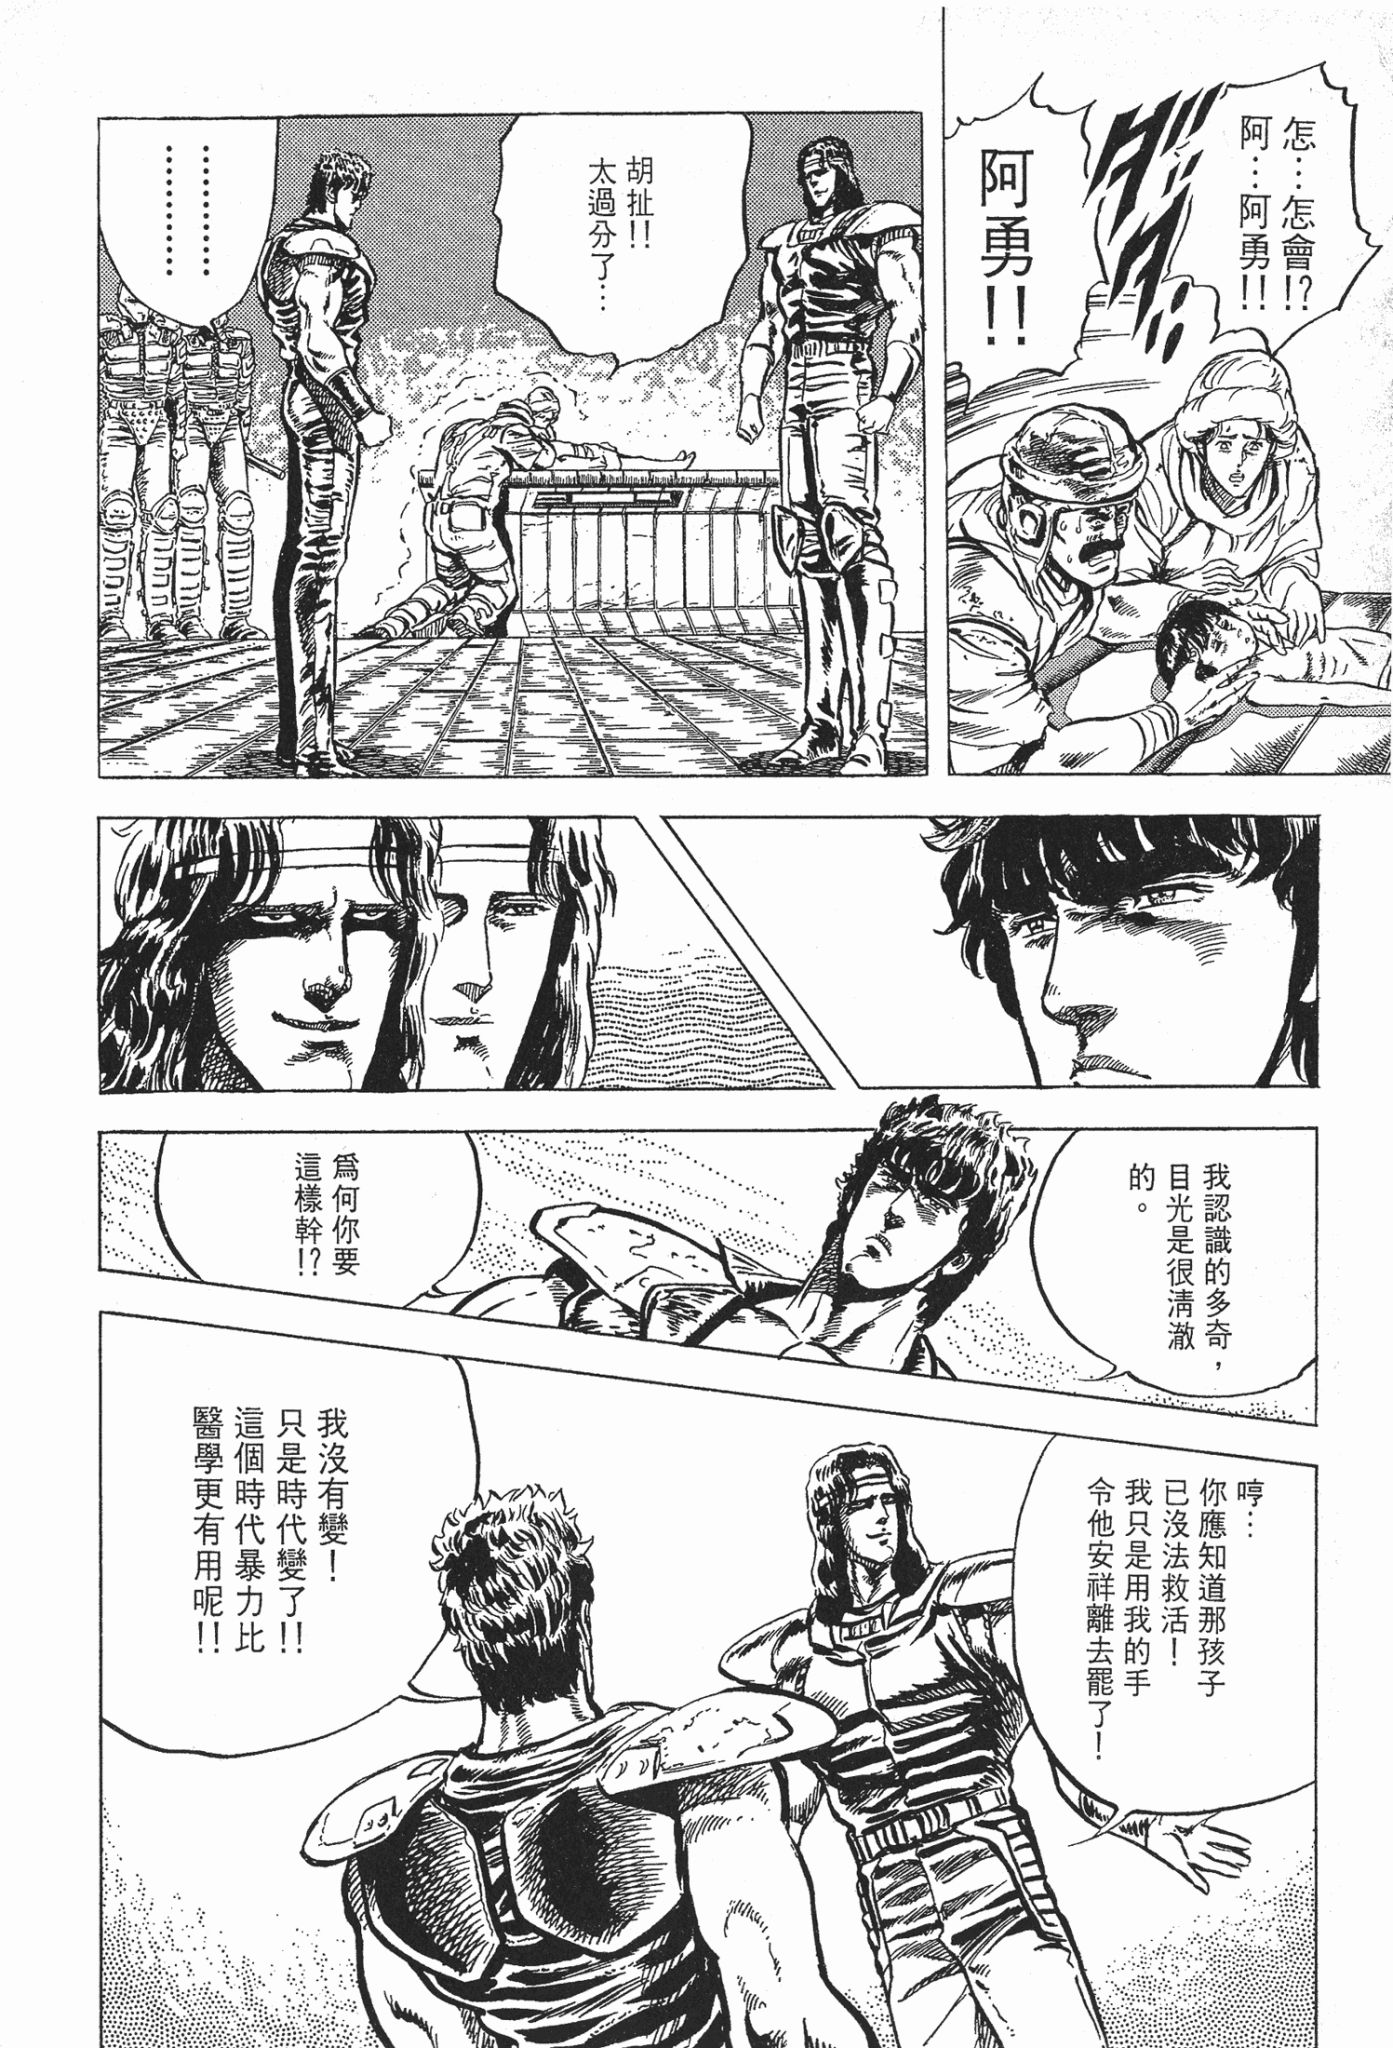 怎…怎會!?
阿…阿勇!!
ダダダ
阿勇!!
胡扯!!
太過分了…
…………
…………
我認識的多奇，
目光是很清澈
的。
爲何你要
這樣幹!?
哼…
你應知道那孩子
已沒法救活！
我只是用我的手
令他安祥離去罷了！
我沒有變！
只是時代變了!!
這個時代暴力比
醫學更有用呢!!